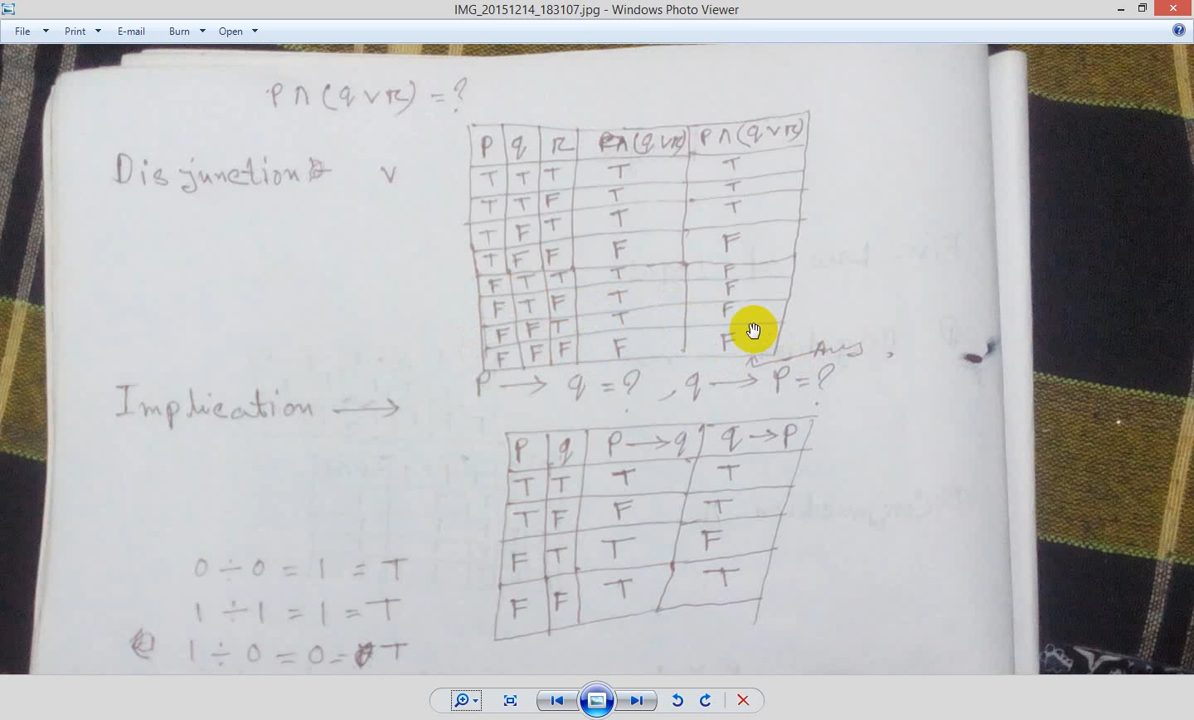 IMG_20151214_183107.jpg - Windows Photo Viewer
File Print E-mail Burn Open
P ∧ (q ∨ R) = ?
Disjunction ∨
P q R P∧(q∨R) P∧(q∨R)
T T T T T
T T F T T
T F T T T
T F F F F
F T T T F
F T F T F
F F T T F
F F F F F
Ans.
P → q = ? , q → P = ?
Implication →
P q P→q q→P
T T T T
T F F T
F T T F
F F T T
0 ÷ 0 = 1 = T
1 ÷ 1 = 1 = T
1 ÷ 0 = 0 = T